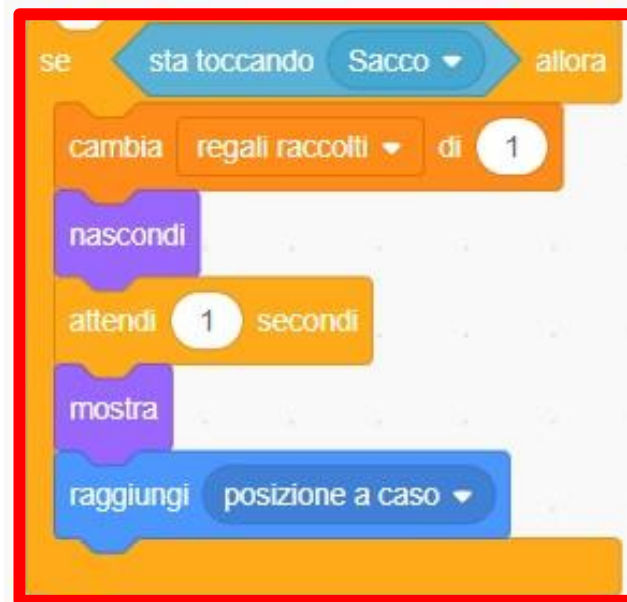 se sta toccando Sacco allora
cambia regali raccolti di 1
nascondi
attendi 1 secondi
mostra
raggiungi posizione a caso